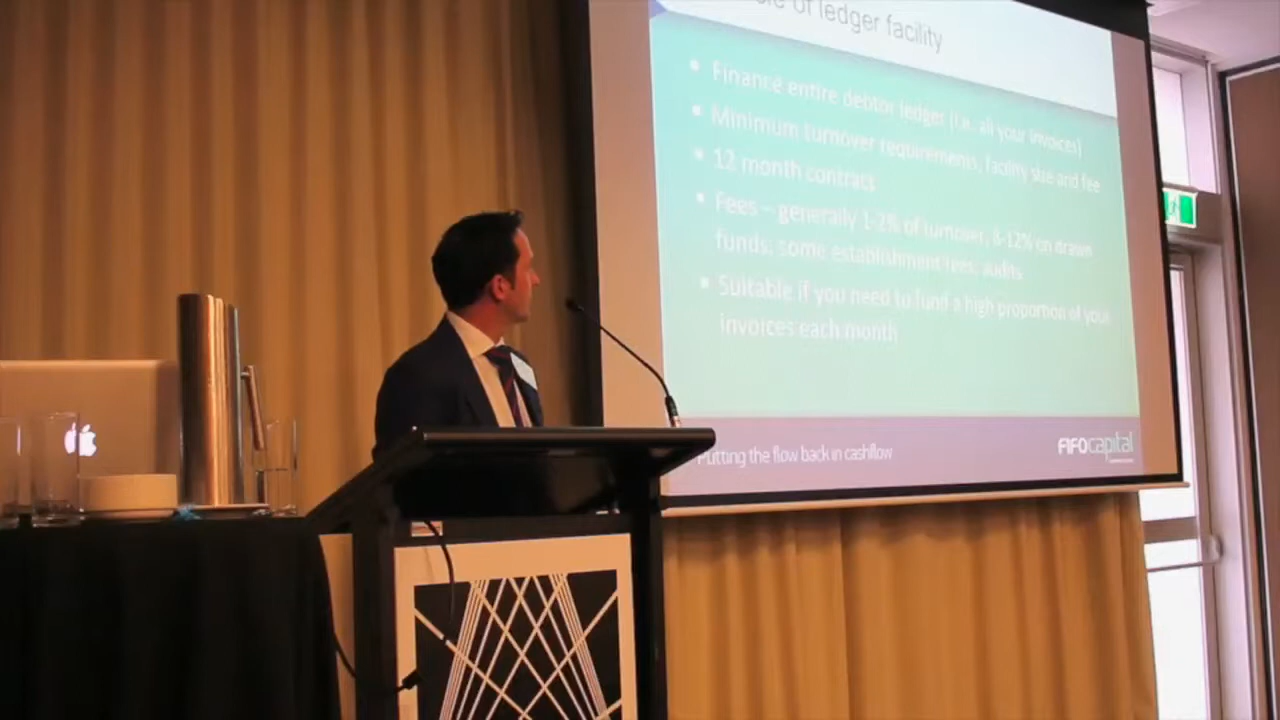 of ledger facility
• Finance entire debtor ledger (i.e. all your invoices)
• Minimum turnover requirements, facility size and fee
• 12 month contract
• Fees – generally 1-2% of turnover, 8-12% on drawn
funds; some establishment fees; audits
• Suitable if you need to fund a high proportion of your
invoices each month
Putting the flow back in cashflow
FIFOcapital